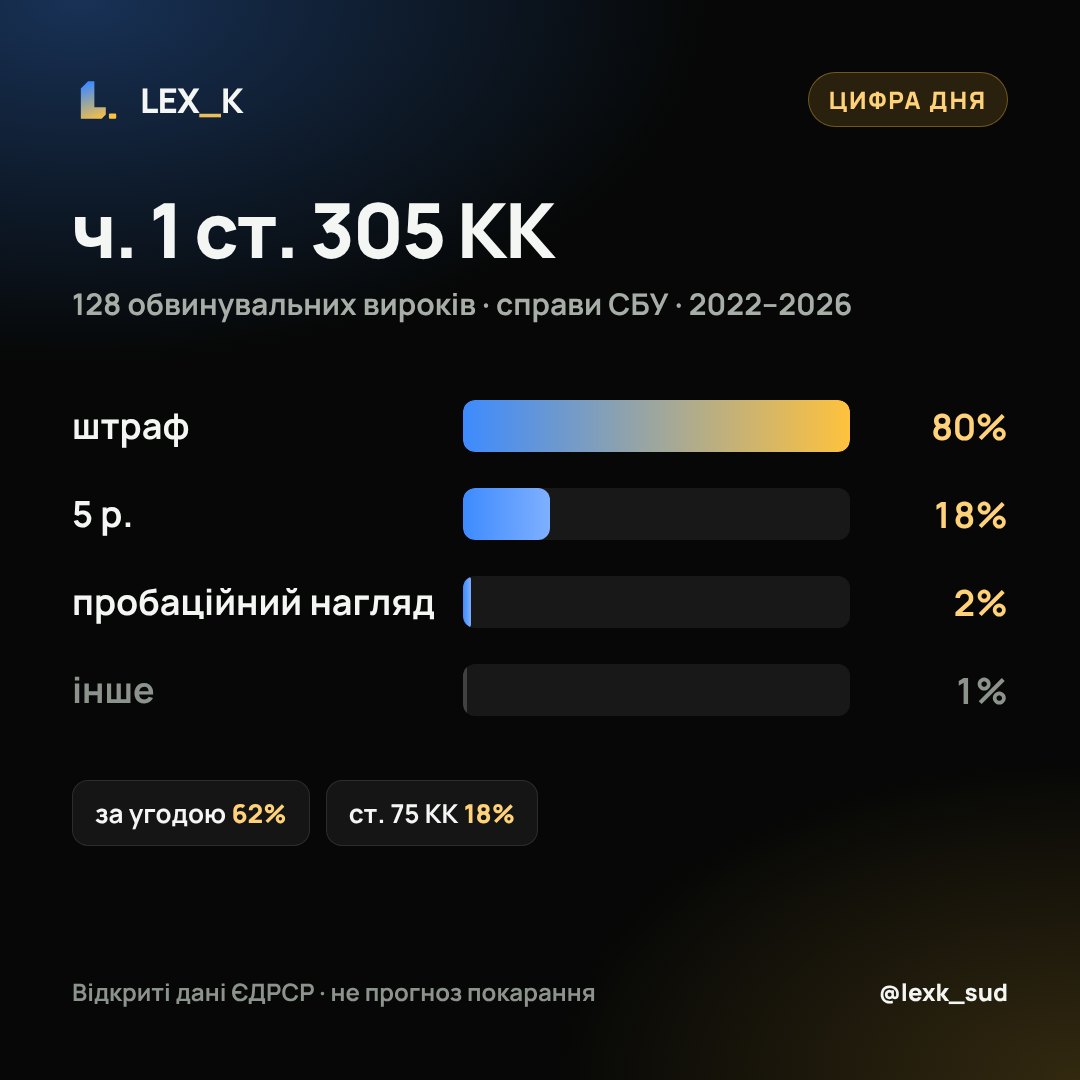 LEX_K
ЦИФРА ДНЯ
ч. 1 ст. 305 КК
128 обвинувальних вироків · справи СБУ · 2022–2026
штраф 80%
5 р. 18%
пробаційний нагляд 2%
інше 1%
за угодою 62% ст. 75 КК 18%
Відкриті дані ЄДРСР · не прогноз покарання @lexk_sud